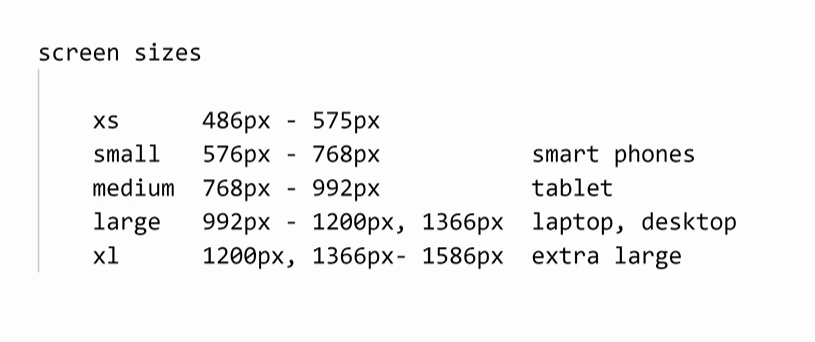 screen sizes
xs 486px - 575px
small 576px - 768px smart phones
medium 768px - 992px tablet
large 992px - 1200px, 1366px laptop, desktop
xl 1200px, 1366px- 1586px extra large